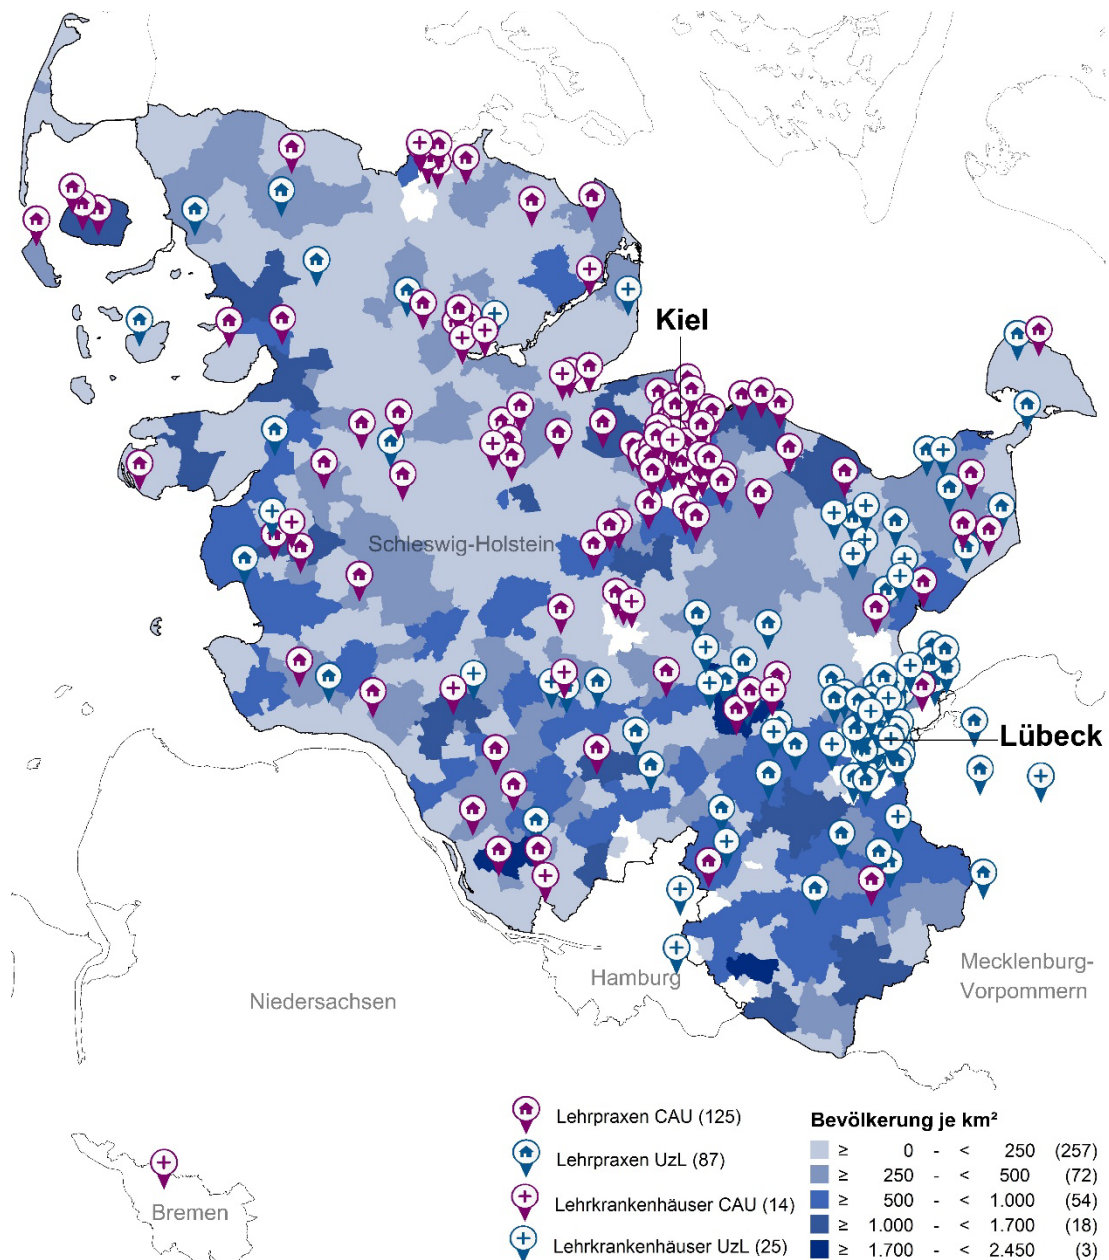 Kiel
Schleswig-Holstein
Lübeck
Hamburg
Mecklenburg-
Vorpommern
Niedersachsen
Bremen
Lehrpraxen CAU (125)
Lehrpraxen UzL (87)
Lehrkrankenhäuser CAU (14)
Lehrkrankenhäuser UzL (25)
Bevölkerung je km²
≥ 0 - < 250 (257)
≥ 250 - < 500 (72)
≥ 500 - < 1.000 (54)
≥ 1.000 - < 1.700 (18)
≥ 1.700 - < 2.450 (3)